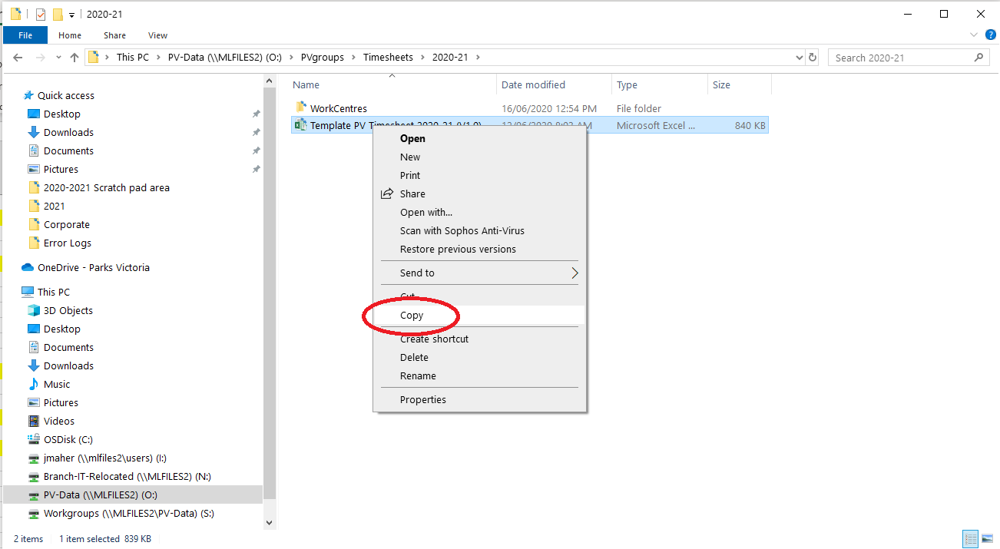 2020-21
File Home Share View
This PC PV-Data (\\MLFILES2) (O:) PVgroups Timesheets 2020-21
Search 2020-21
Quick access
Desktop
Downloads
Documents
Pictures
2020-2021 Scratch pad area
2021
Corporate
Error Logs
OneDrive - Parks Victoria
This PC
3D Objects
Desktop
Documents
Downloads
Music
Pictures
Videos
OSDisk (C:)
jmaher (\\mlfiles2\users) (I:)
Branch-IT-Relocated (\\MLFILES2) (N:)
PV-Data (\\MLFILES2) (O:)
Workgroups (\\MLFILES2\PV-Data) (S:)
Name Date modified Type Size
WorkCentres 16/06/2020 12:54 PM File folder
Template PV Timesheet 2020-21 (V1.0) Microsoft Excel ... 840 KB
Open
New
Print
Share
Open with...
Scan with Sophos Anti-Virus
Restore previous versions
Send to
Cut
Copy
Create shortcut
Delete
Rename
Properties
2 items 1 item selected 839 KB